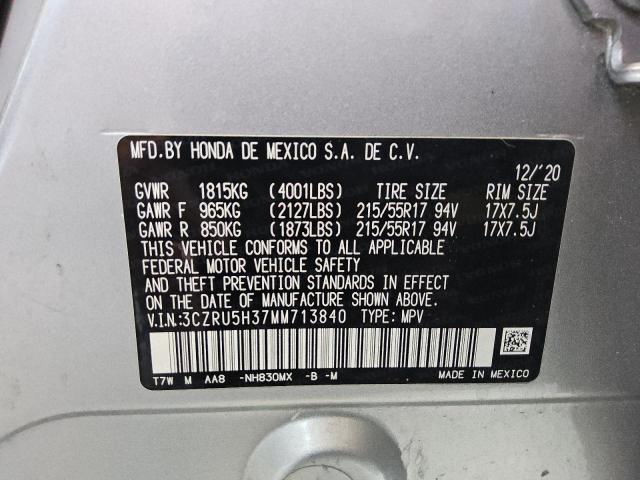 MFD.BY HONDA DE MEXICO S.A. DE C.V.
12/'20
GVWR 1815KG (4001LBS) TIRE SIZE RIM SIZE
GAWR F 965KG (2127LBS) 215/55R17 94V 17X7.5J
GAWR R 850KG (1873LBS) 215/55R17 94V 17X7.5J
THIS VEHICLE CONFORMS TO ALL APPLICABLE
FEDERAL MOTOR VEHICLE SAFETY
AND THEFT PREVENTION STANDARDS IN EFFECT
ON THE DATE OF MANUFACTURE SHOWN ABOVE.
V.I.N:3CZRU5H37MM713840 TYPE: MPV
T7W M AA8 -NH830MX -B -M
MADE IN MEXICO